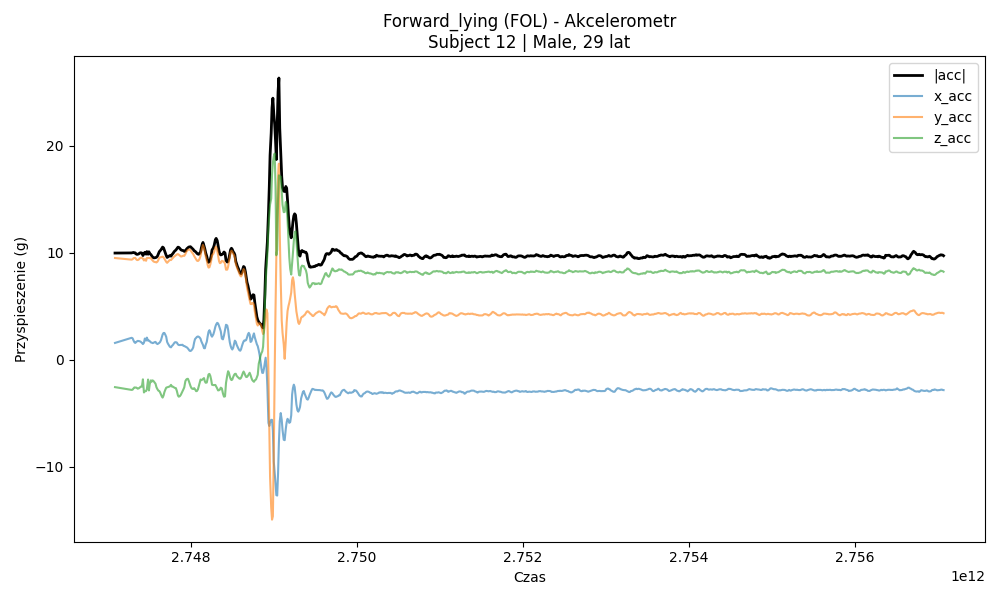 Forward_lying (FOL) - Akcelerometr
Subject 12 | Male, 29 lat
|acc|
x_acc
y_acc
z_acc
Przyspieszenie (g)
20
10
0
−10
2.748
2.750
2.752
2.754
2.756
1e12
Czas